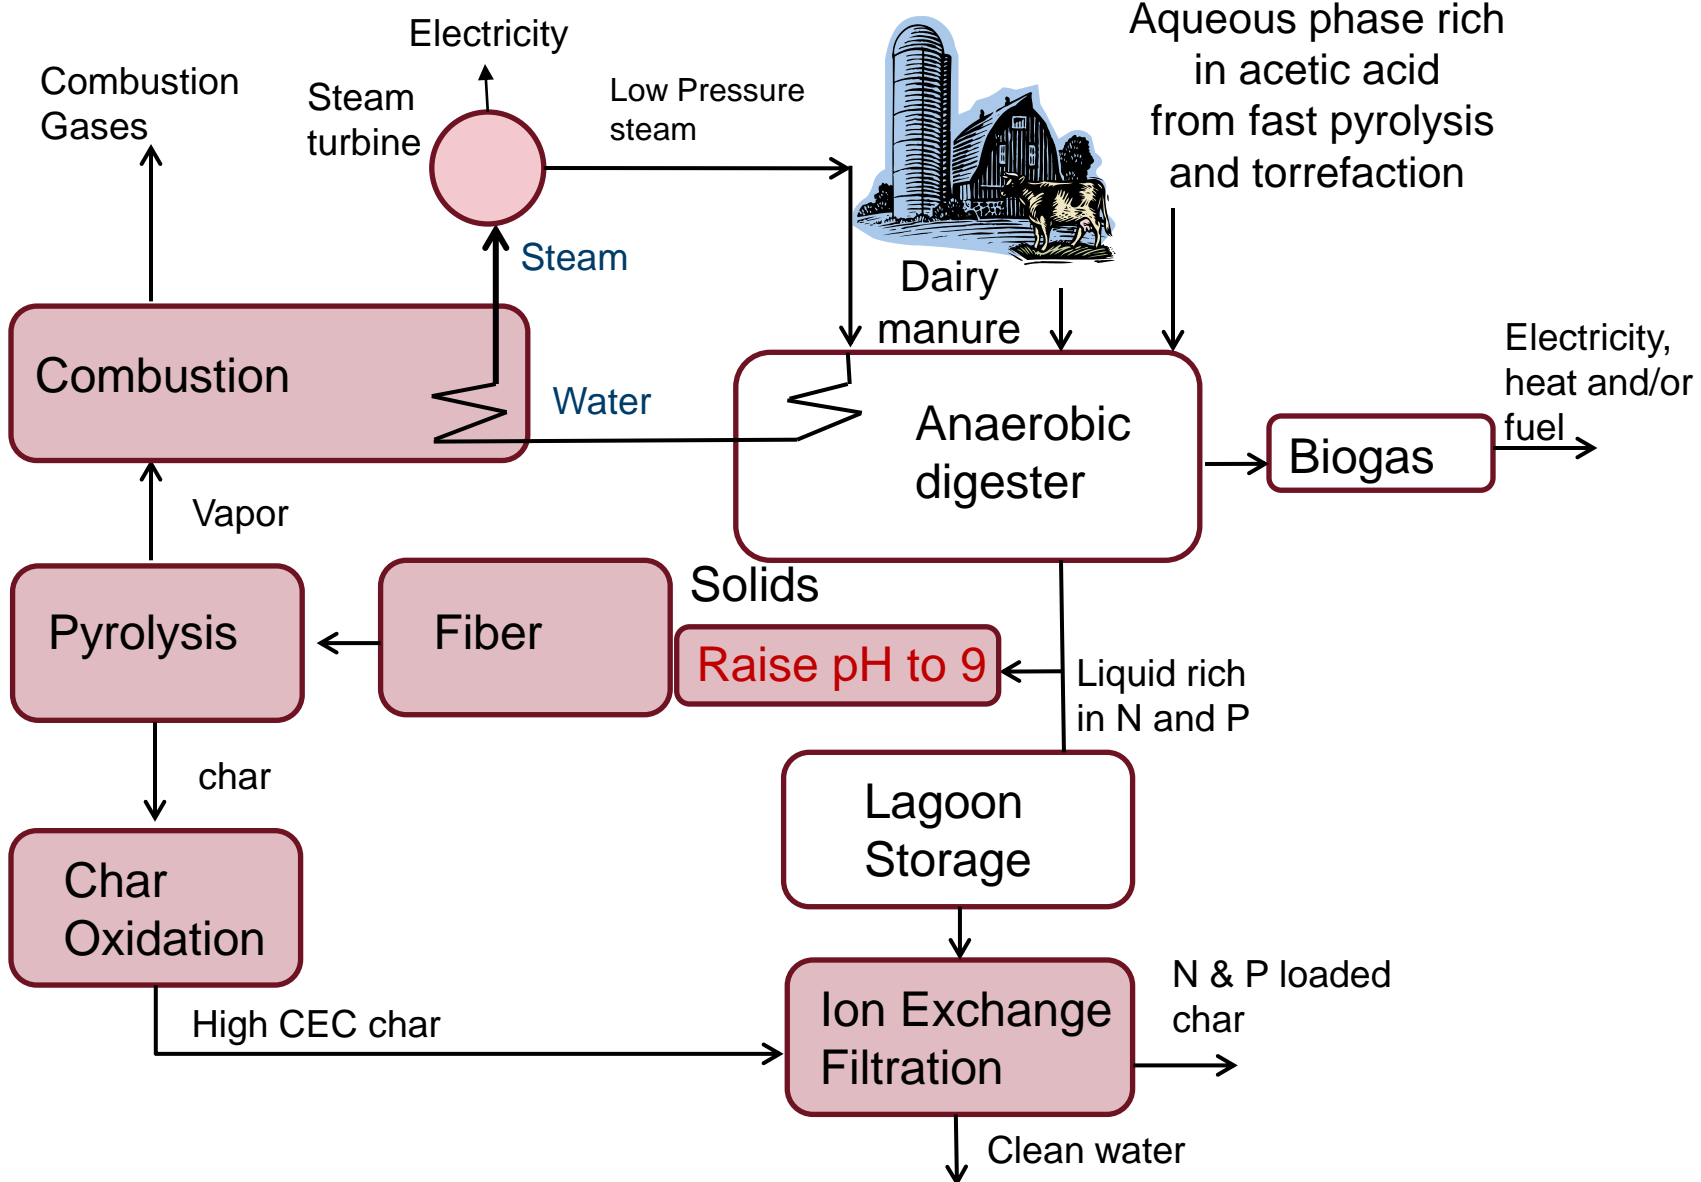 Electricity
Combustion
Gases
Steam
turbine
Low Pressure
steam
Aqueous phase rich
in acetic acid
from fast pyrolysis
and torrefaction
Steam
Dairy
manure
Combustion
Water
Anaerobic
digester
Electricity,
heat and/or
fuel
Biogas
Vapor
Pyrolysis
Fiber
Solids
Raise pH to 9
Liquid rich
in N and P
char
Lagoon
Storage
Char
Oxidation
High CEC char
Ion Exchange
Filtration
N & P loaded
char
Clean water